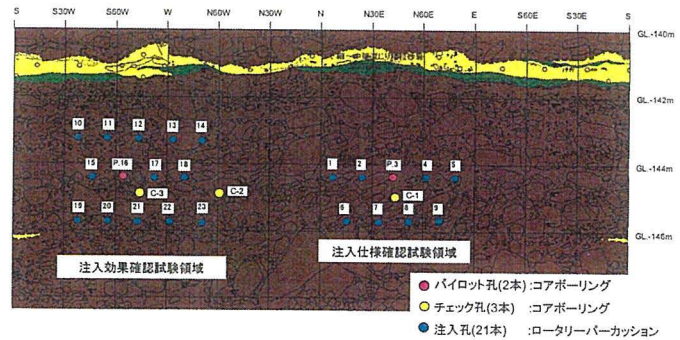 S S30W S60W W N60W N30W N N30E N60E E S60E S30E S
GL.-140m
GL.-142m
10 11 12 13 14
GL.-144m
15 P.16 17 18
1 2 P.3 4 5
C-3 C-2
C-1
19 20 21 22 23
6 7 8 9
GL.-146m
注入効果確認試験領域
注入仕様確認試験領域
パイロット孔(2本) :コアボーリング
チェック孔(3本) :コアボーリング
注入孔(21本) :ロータリーパーカッション